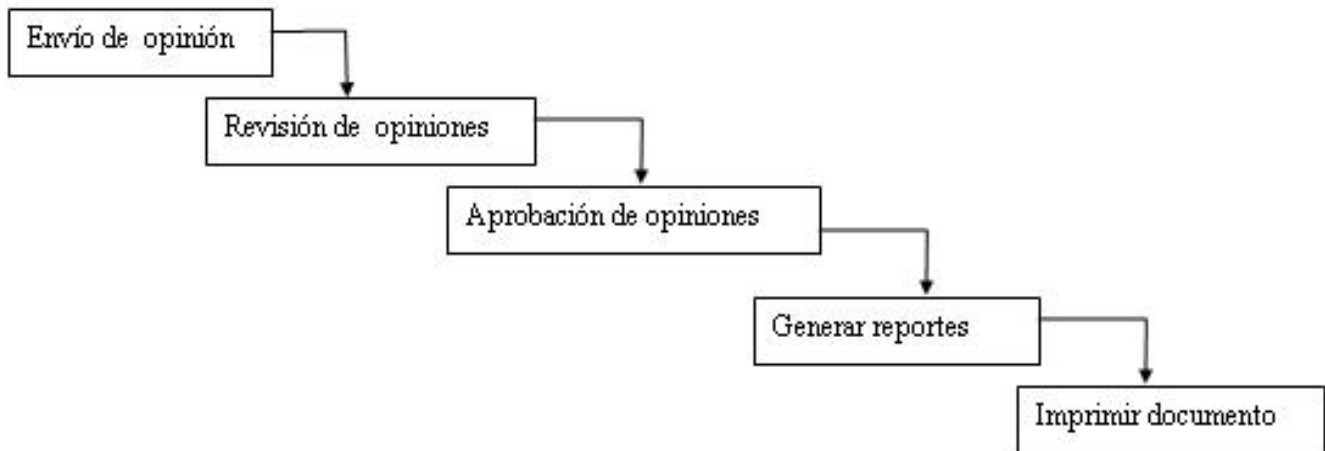 Envío de opinión
Revisión de opiniones
Aprobación de opiniones
Generar reportes
Imprimir documento